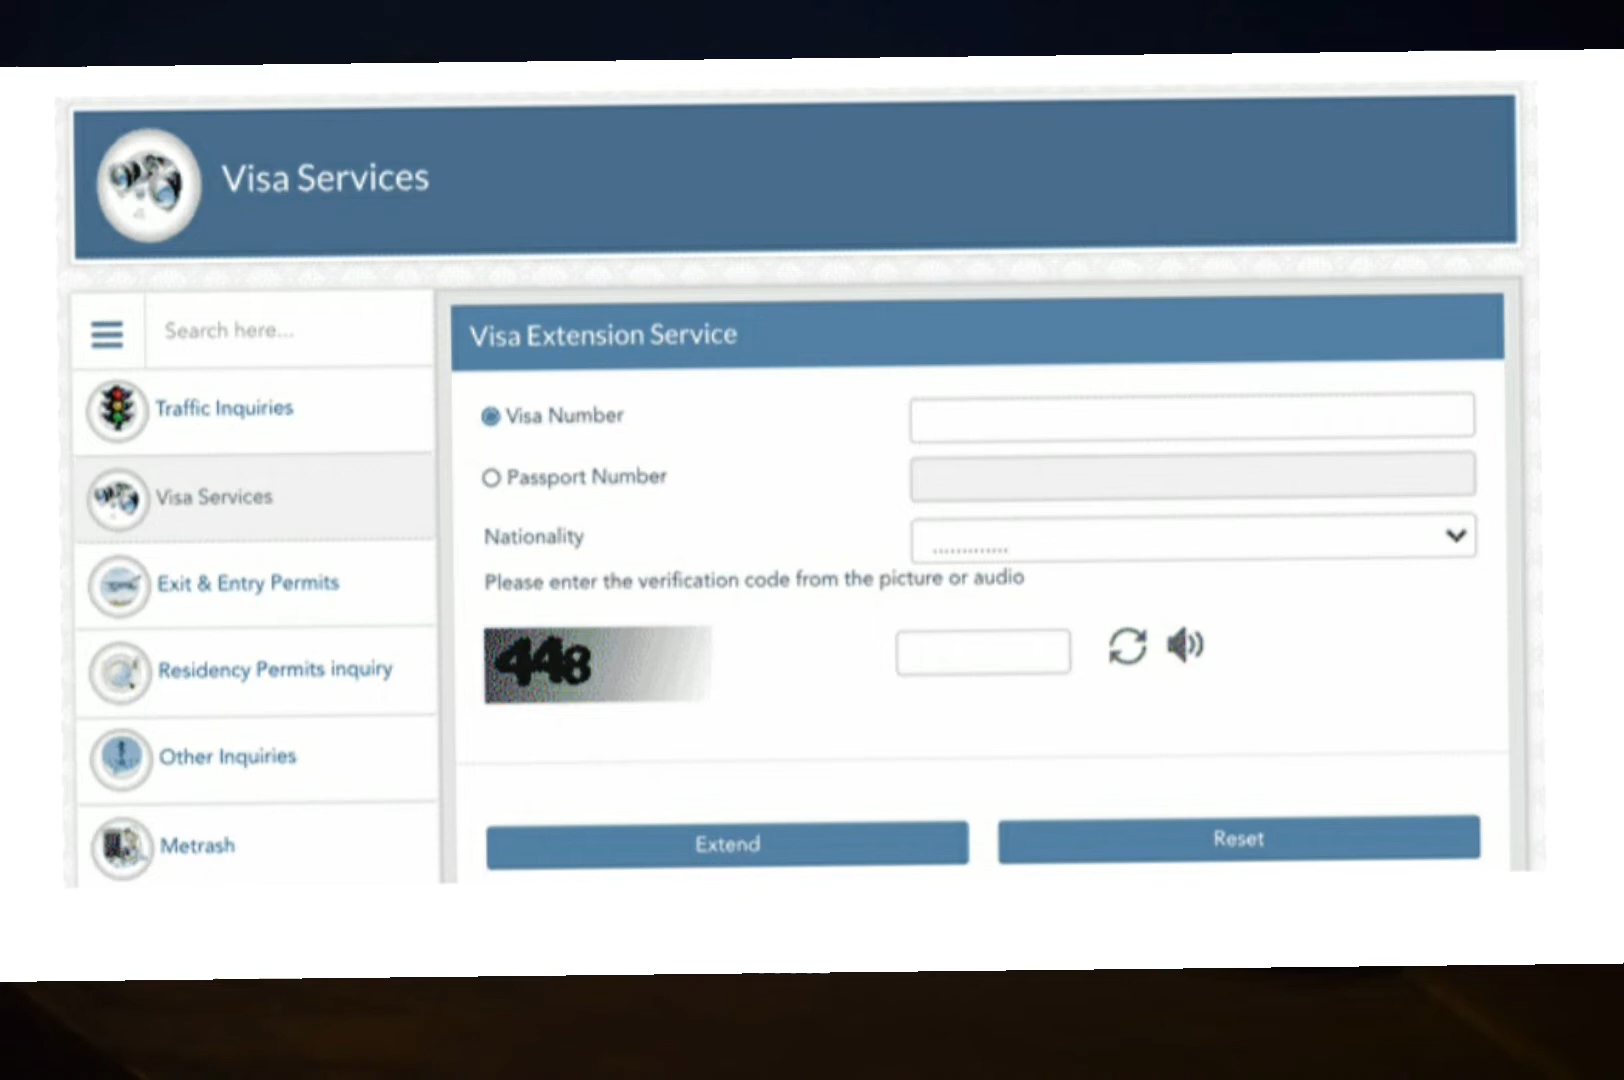 Visa Services
Search here...
Traffic Inquiries
Visa Services
Exit & Entry Permits
Residency Permits inquiry
Other Inquiries
Metrash
Visa Extension Service
Visa Number
Passport Number
Nationality
.............
Please enter the verification code from the picture or audio
448
Extend
Reset